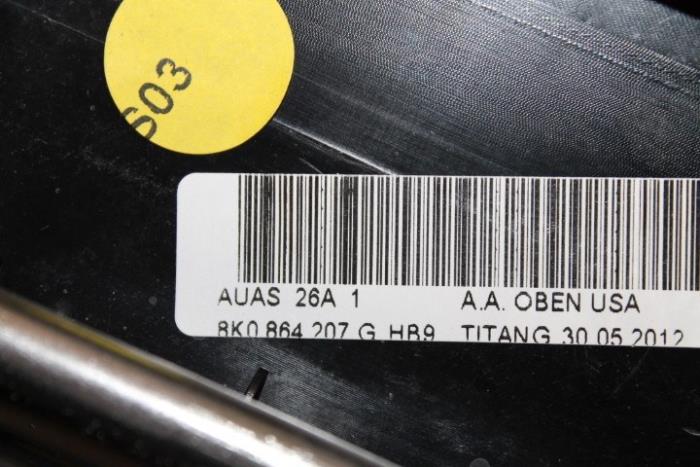 603
AUAS 26A 1 A.A. OBEN USA
8K0 864 207 G HB9 TITANG 30.05.2012